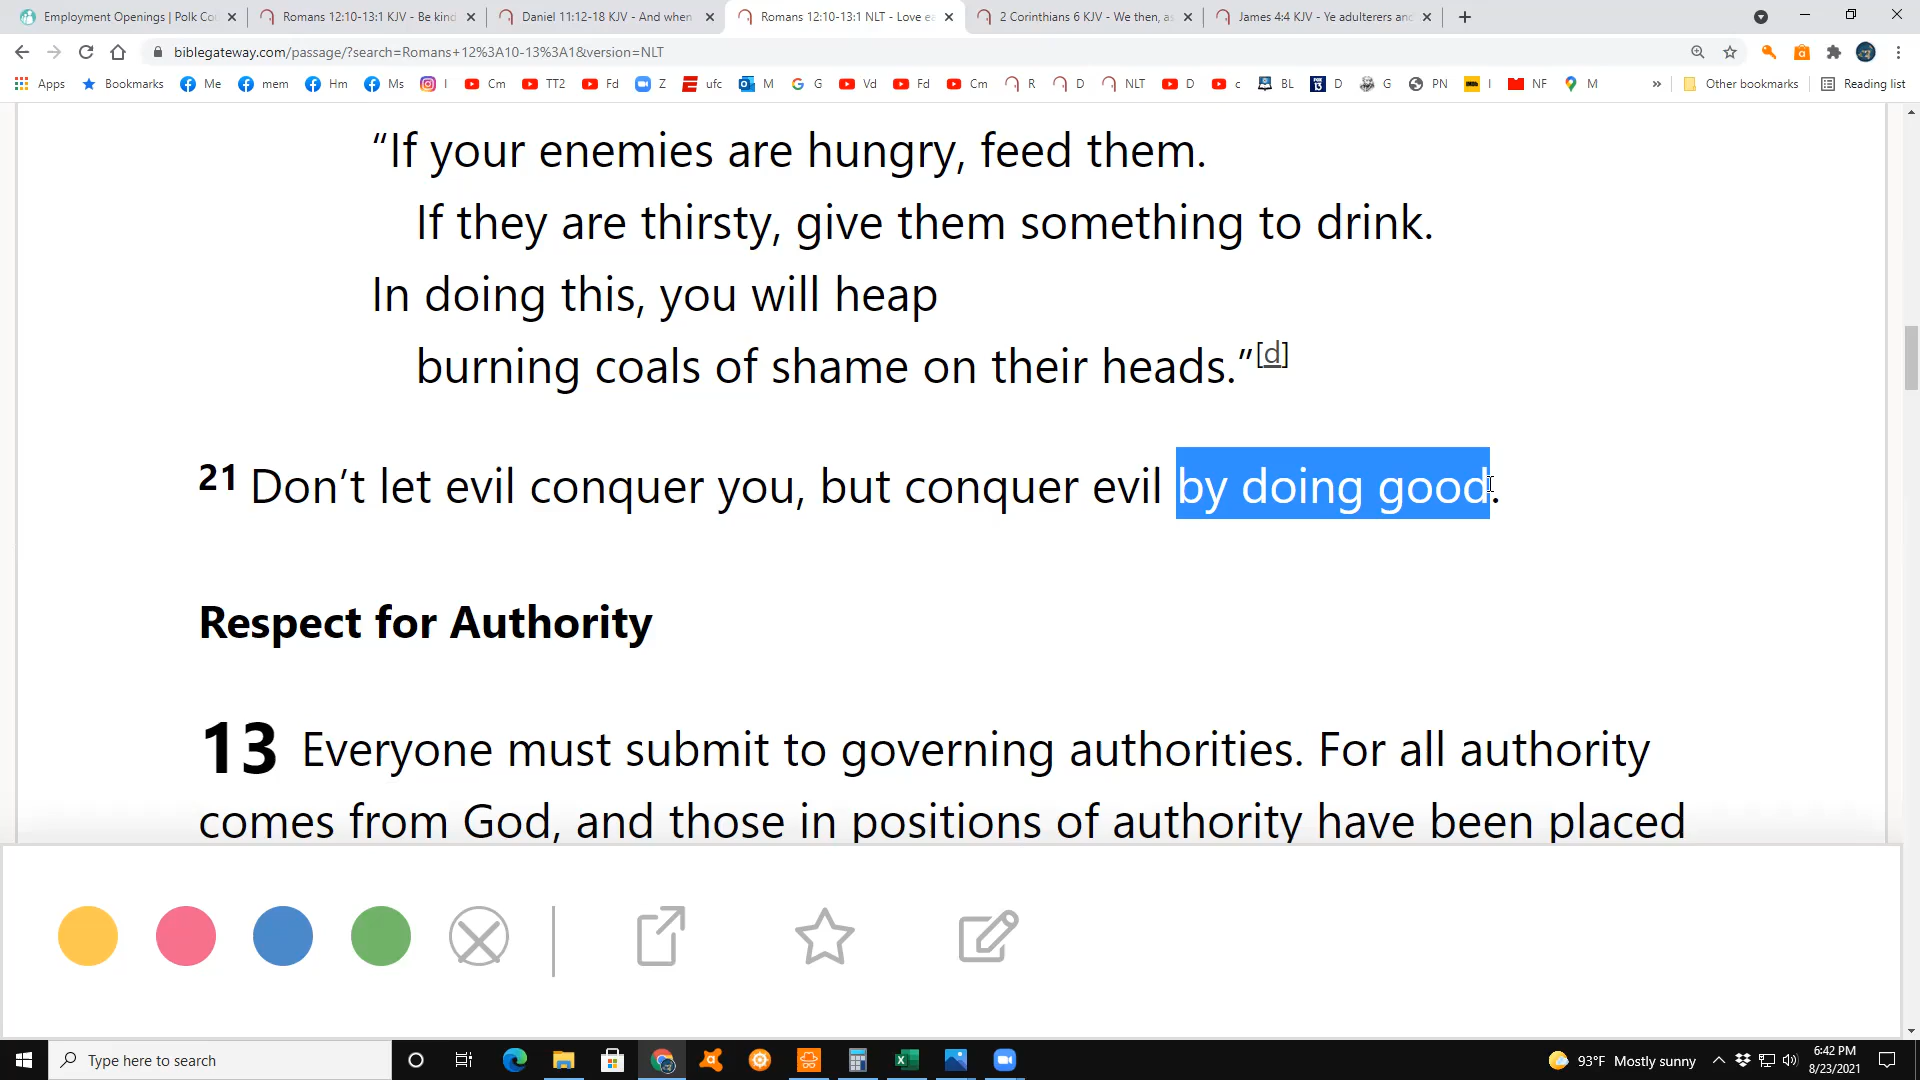 Employment Openings | Polk Co
Romans 12:10-13:1 KJV - Be kind
Daniel 11:12-18 KJV - And when
Romans 12:10-13:1 NLT - Love ea
2 Corinthians 6 KJV - We then, as
James 4:4 KJV - Ye adulterers and
biblegateway.com/passage/?search=Romans+12%3A10-13%3A1&version=NLT
Apps Bookmarks Me mem Hm Ms I Cm TT2 Fd Z ufc M G Vd Fd Cm R D NLT D c BL D G PN I NF M » Other bookmarks Reading list
“If your enemies are hungry, feed them.
If they are thirsty, give them something to drink.
In doing this, you will heap
burning coals of shame on their heads.”[d]
21 Don’t let evil conquer you, but conquer evil by doing good.
Respect for Authority
13 Everyone must submit to governing authorities. For all authority
comes from God, and those in positions of authority have been placed
Type here to search
93°F Mostly sunny
6:42 PM
8/23/2021